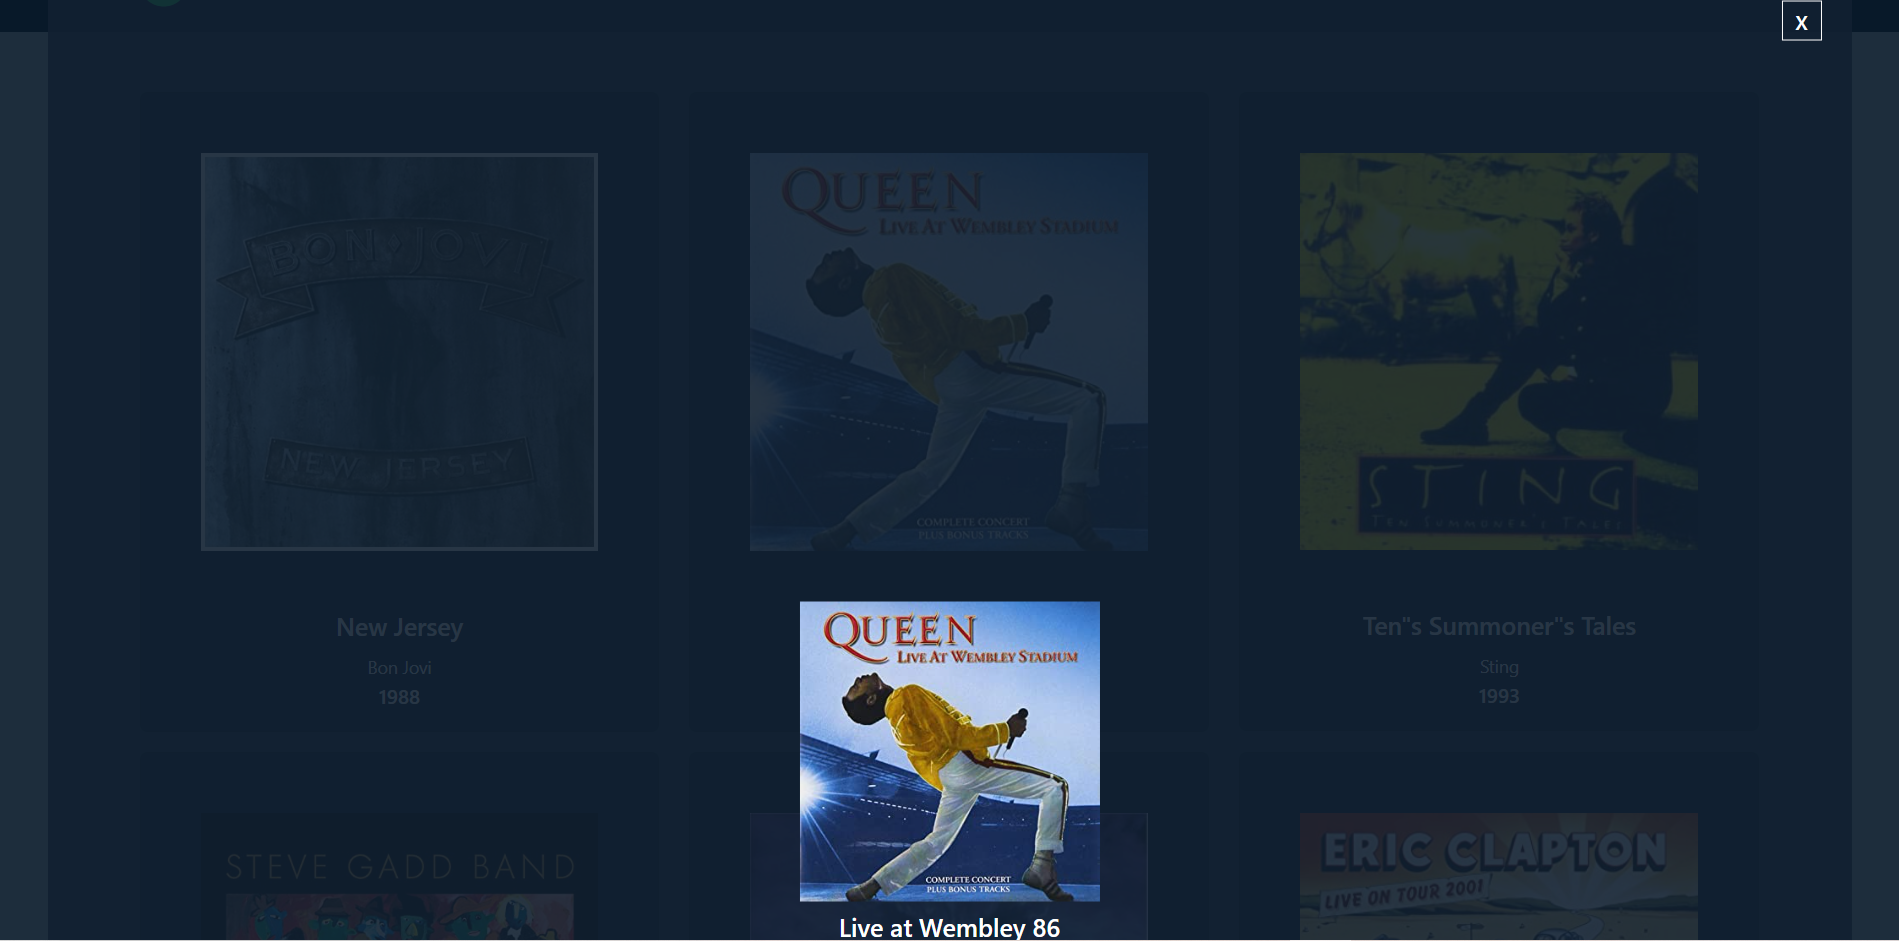 X
BON JOVI
NEW JERSEY
New Jersey
Bon Jovi
1988
QUEEN
LIVE AT WEMBLEY STADIUM
COMPLETE CONCERT
PLUS BONUS TRACKS
STING
TEN SUMMONER'S TALES
Ten"s Summoner"s Tales
Sting
1993
QUEEN
LIVE AT WEMBLEY STADIUM
COMPLETE CONCERT
PLUS BONUS TRACKS
Live at Wembley 86
STEVE GADD BAND
ERIC CLAPTON
LIVE ON TOUR 2001